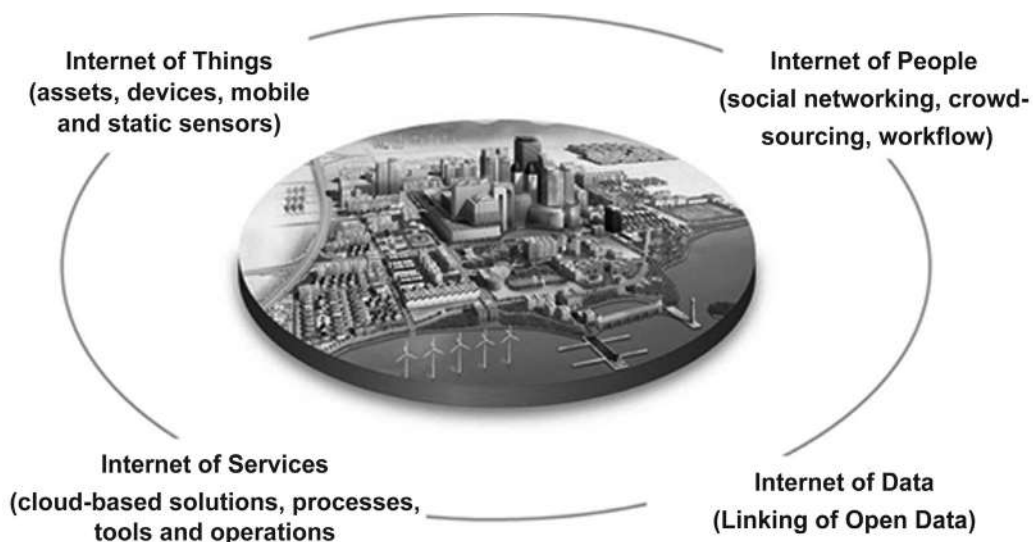 Internet of Things
(assets, devices, mobile
and static sensors)
Internet of People
(social networking, crowd-
sourcing, workflow)
Internet of Services
(cloud-based solutions, processes,
tools and operations
Internet of Data
(Linking of Open Data)